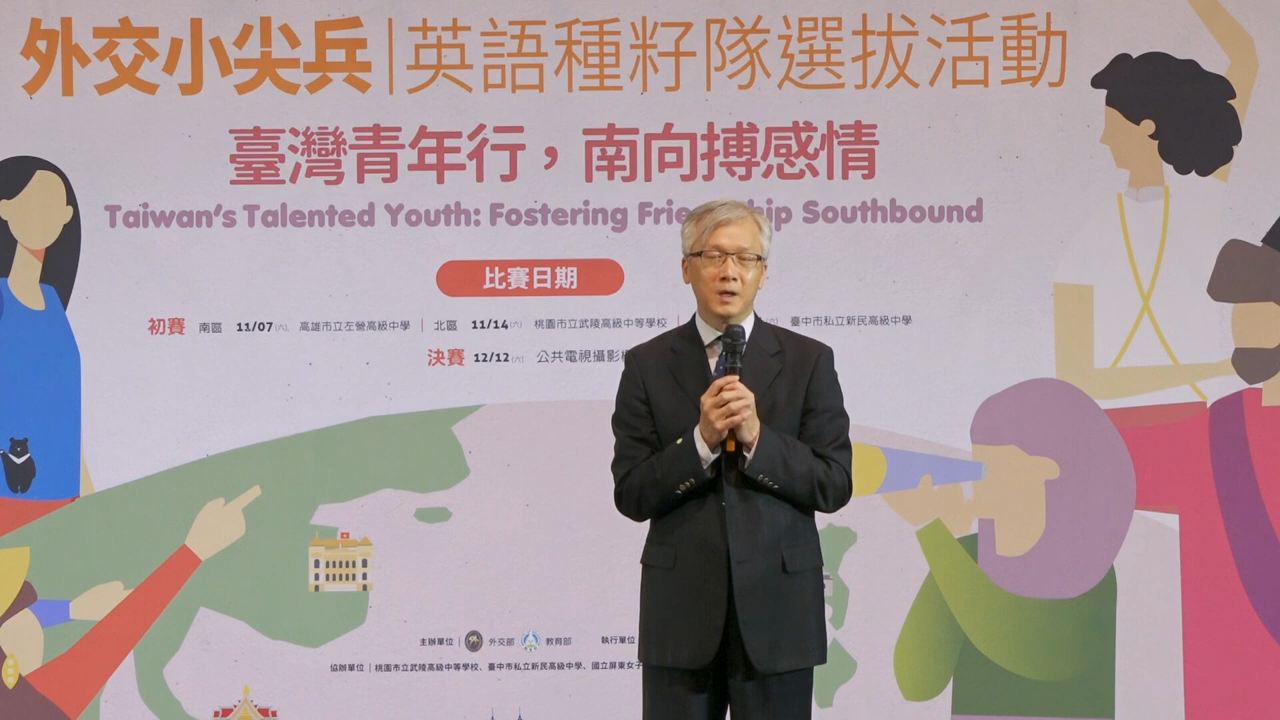 外交小尖兵|英語種籽隊選拔活動
臺灣青年行，南向搏感情
Taiwan's Talented Youth: Fostering Frie ship Southbound
比賽日期
初賽 南區 11/07(六) 高雄市立左營高級中學 | 北區 11/14(六) 桃園市立武陵高級中等學校 | (六) 臺中市私立新民高級中學
決賽 12/12(六) 公共電視攝影
主辦單位 | 外交部 教育部 執行單位
協辦單位 | 桃園市立武陵高級中等學校、臺中市私立新民高級中學、國立屏東女子